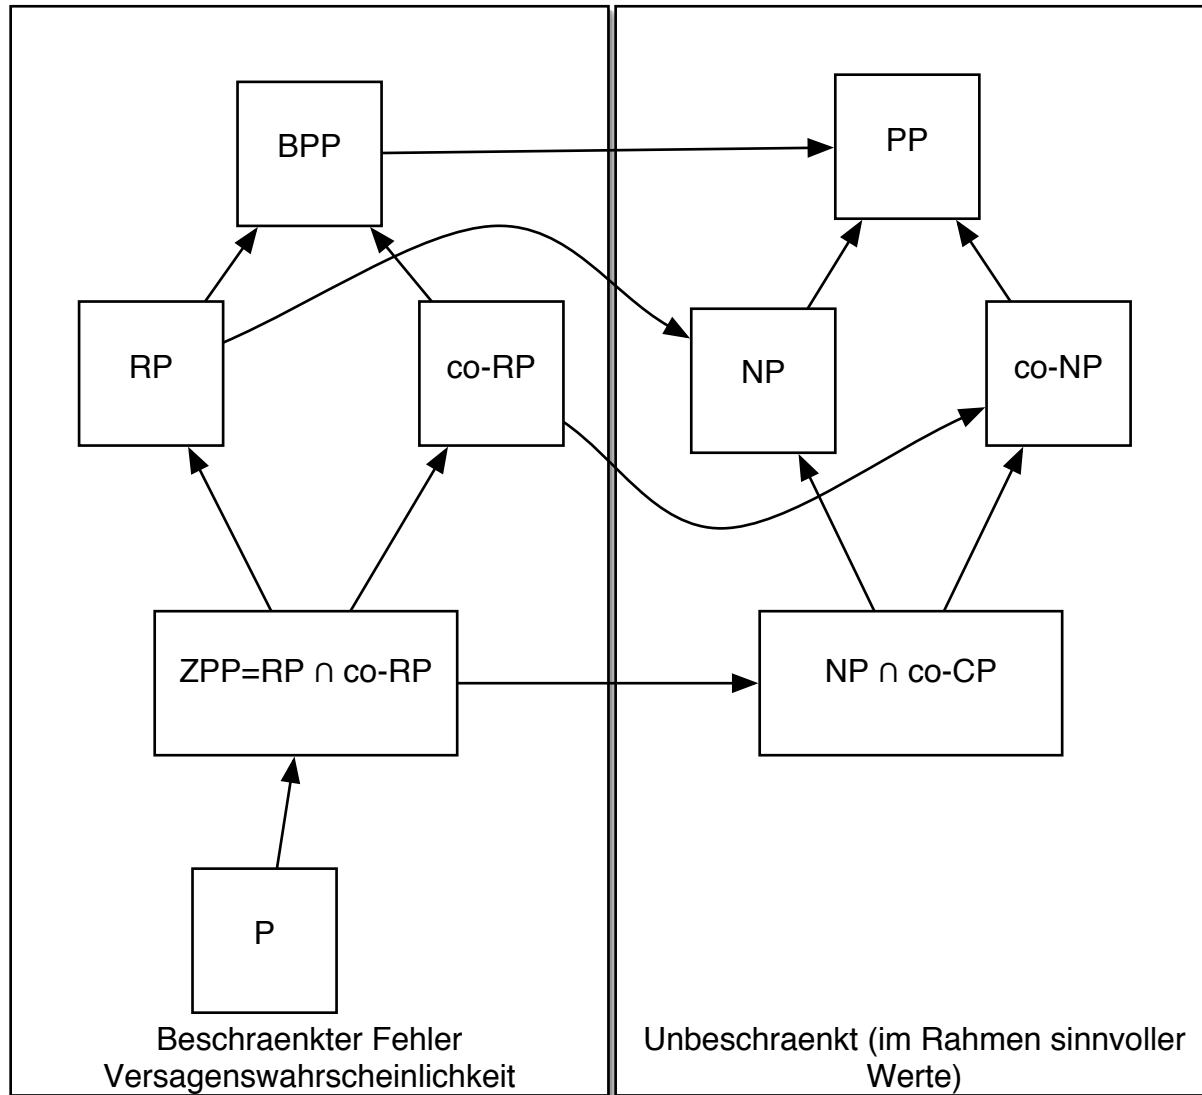 BPP
PP
RP
co-RP
NP
co-NP
ZPP=RP ∩ co-RP
NP ∩ co-CP
P
Beschraenkter Fehler
Versagenswahrscheinlichkeit
Unbeschraenkt (im Rahmen sinnvoller
Werte)